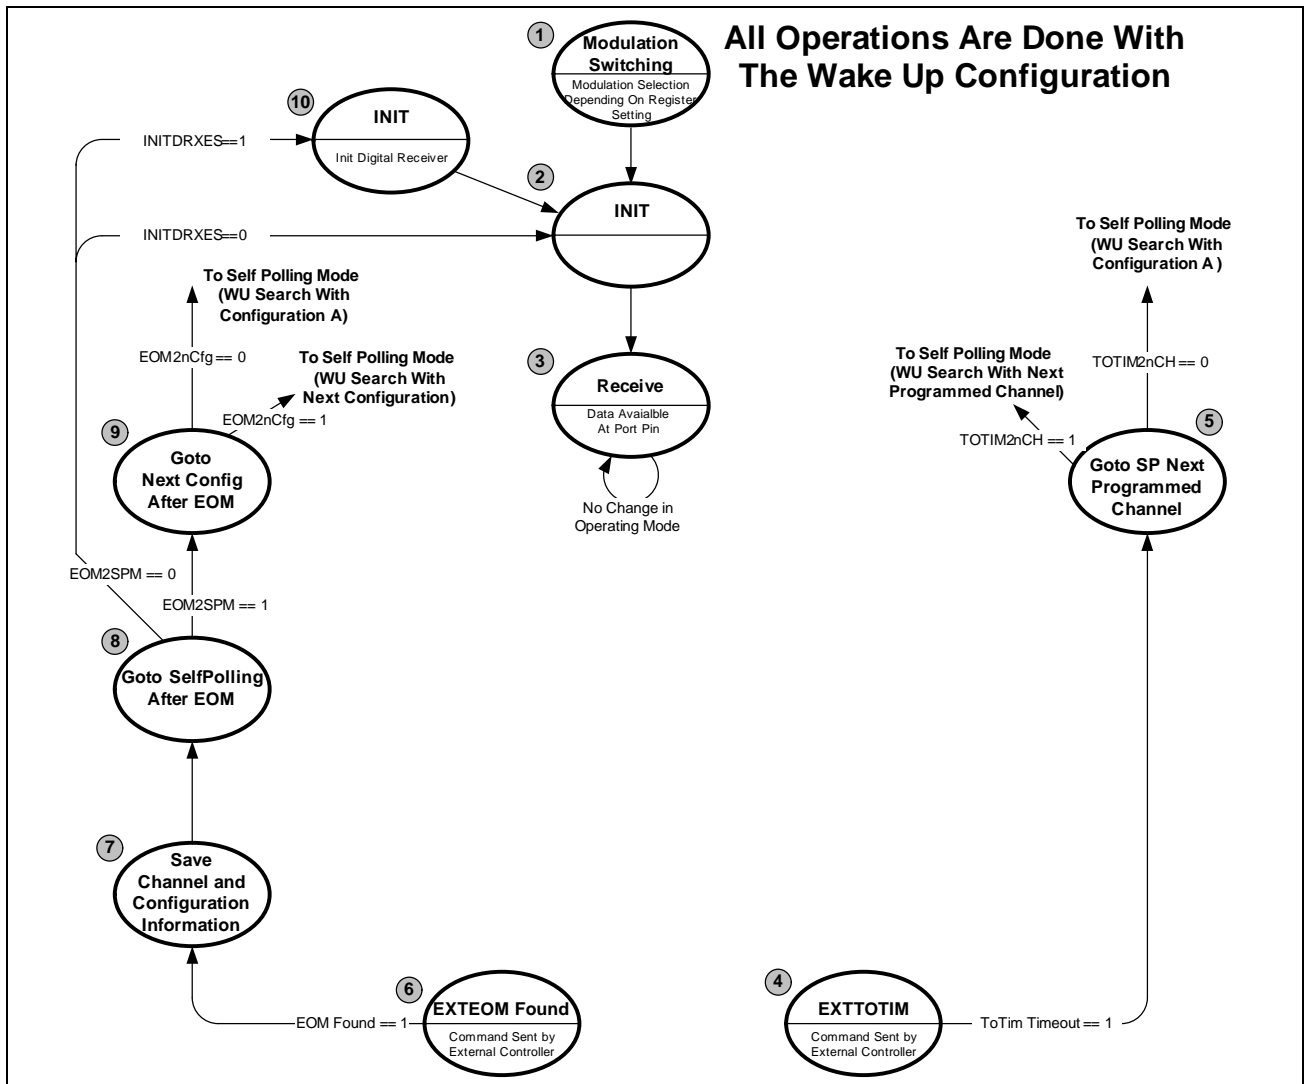 All Operations Are Done With
The Wake Up Configuration
1
Modulation
Switching
Modulation Selection
Depending On Register
Setting
10
INIT
Init Digital Receiver
INITDRXES==1
2
INIT
INITDRXES==0
To Self Polling Mode
(WU Search With
Configuration A)
EOM2nCfg == 0
To Self Polling Mode
(WU Search With
Next Configuration)
EOM2nCfg == 1
3
Receive
Data Avaialble
At Port Pin
No Change in
Operating Mode
To Self Polling Mode
(WU Search With
Configuration A )
TOTIM2nCH == 0
To Self Polling Mode
(WU Search With Next
Programmed Channel)
TOTIM2nCH == 1
5
Goto SP Next
Programmed
Channel
9
Goto
Next Config
After EOM
EOM2SPM == 0
EOM2SPM == 1
8
Goto SelfPolling
After EOM
7
Save
Channel and
Configuration
Information
EOM Found == 1
6
EXTEOM Found
Command Sent by
External Controller
4
EXTTOTIM
Command Sent by
External Controller
ToTim Timeout == 1